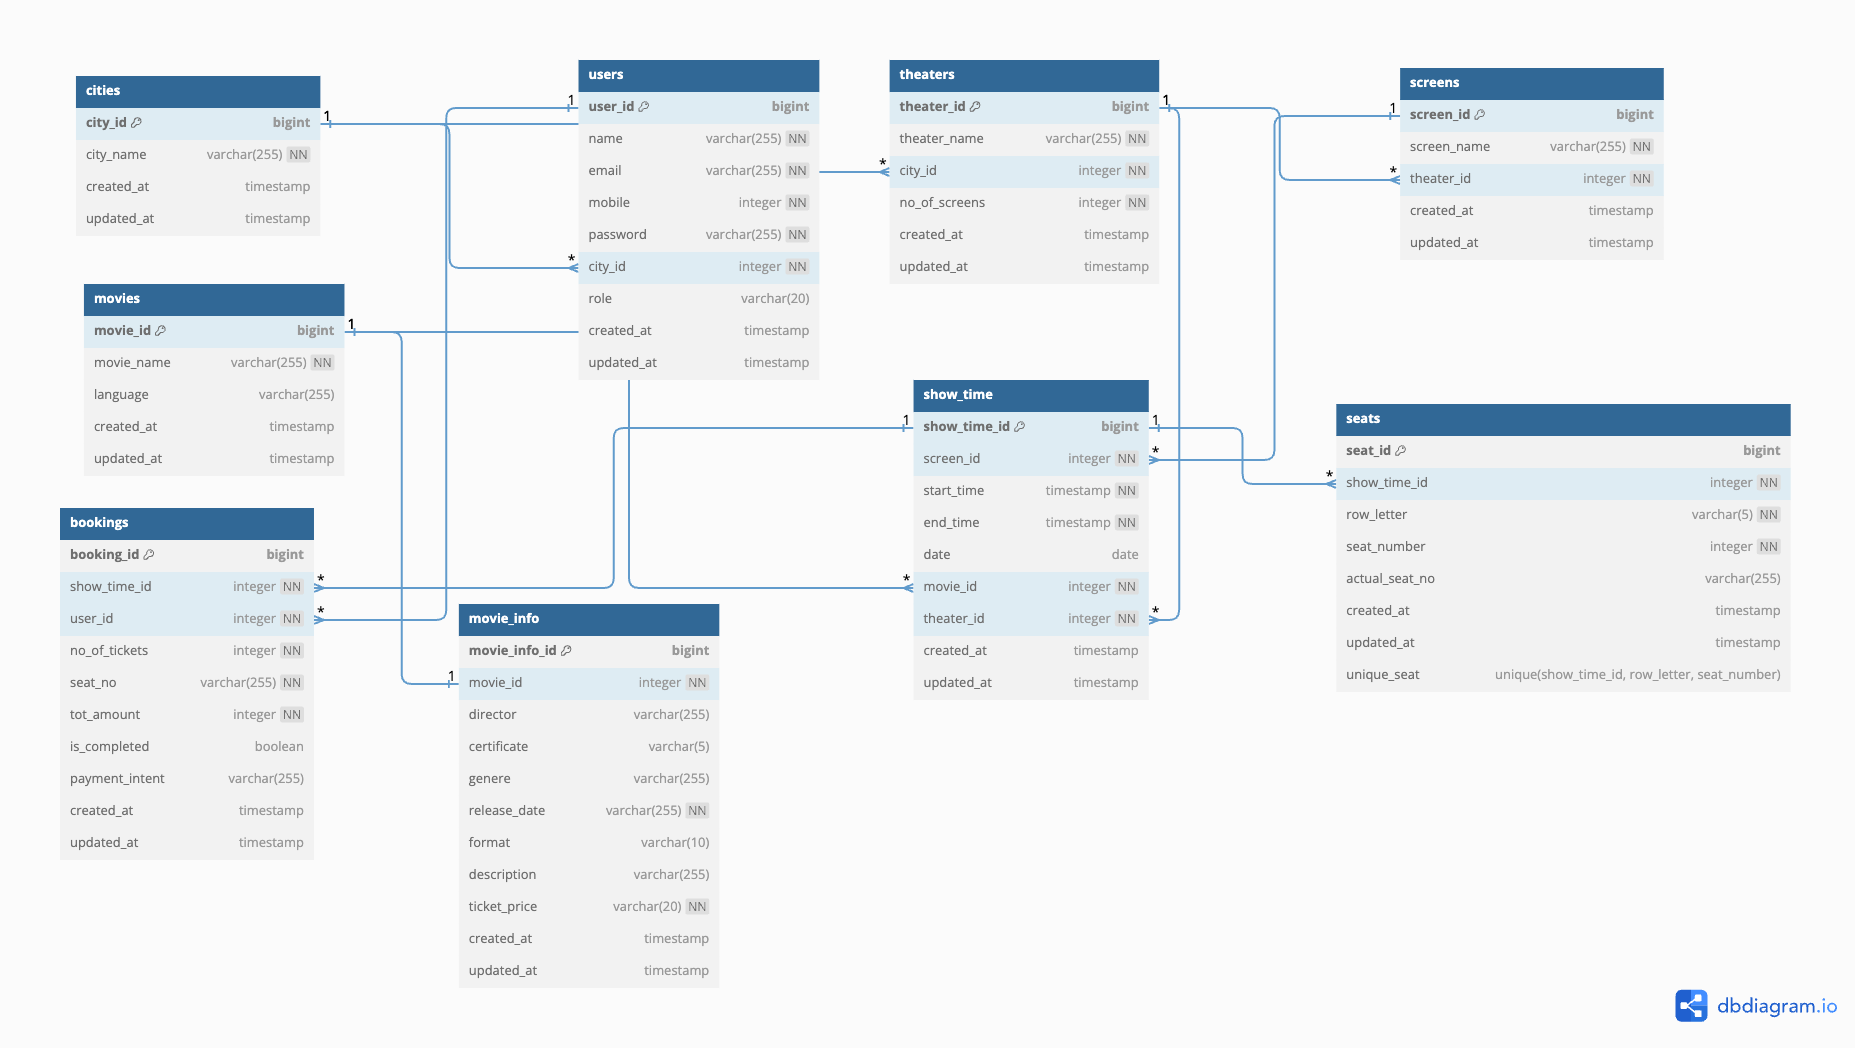 cities
city_id bigint
city_name varchar(255) NN
created_at timestamp
updated_at timestamp
users
user_id bigint
name varchar(255) NN
email varchar(255) NN
mobile integer NN
password varchar(255) NN
city_id integer NN
role varchar(20)
created_at timestamp
updated_at timestamp
theaters
theater_id bigint
theater_name varchar(255) NN
city_id integer NN
no_of_screens integer NN
created_at timestamp
updated_at timestamp
screens
screen_id bigint
screen_name varchar(255) NN
theater_id integer NN
created_at timestamp
updated_at timestamp
movies
movie_id bigint
movie_name varchar(255) NN
language varchar(255)
created_at timestamp
updated_at timestamp
show_time
show_time_id bigint
screen_id integer NN
start_time timestamp NN
end_time timestamp NN
date date
movie_id integer NN
theater_id integer NN
created_at timestamp
updated_at timestamp
seats
seat_id bigint
show_time_id integer NN
row_letter varchar(5) NN
seat_number integer NN
actual_seat_no varchar(255)
created_at timestamp
updated_at timestamp
unique_seat unique(show_time_id, row_letter, seat_number)
bookings
booking_id bigint
show_time_id integer NN
user_id integer NN
no_of_tickets integer NN
seat_no varchar(255) NN
tot_amount integer NN
is_completed boolean
payment_intent varchar(255)
created_at timestamp
updated_at timestamp
movie_info
movie_info_id bigint
movie_id integer NN
director varchar(255)
certificate varchar(5)
genere varchar(255)
release_date varchar(255) NN
format varchar(10)
description varchar(255)
ticket_price varchar(20) NN
created_at timestamp
updated_at timestamp
1
1
*
*
1
*
1
*
1
1
*
1
*
*
*
*
1
*
dbdiagram.io